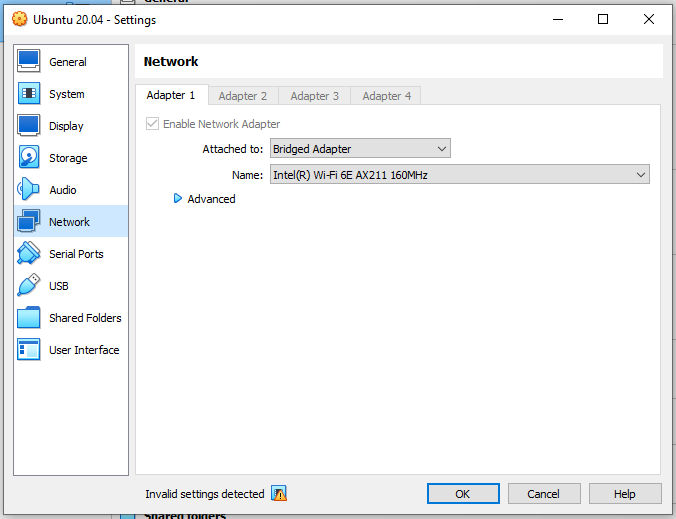 General
Ubuntu 20.04 - Settings
General
System
Display
Storage
Audio
Network
Serial Ports
USB
Shared Folders
User Interface
Network
Adapter 1 Adapter 2 Adapter 3 Adapter 4
Enable Network Adapter
Attached to: Bridged Adapter
Name: Intel(R) Wi-Fi 6E AX211 160MHz
Advanced
Invalid settings detected
OK Cancel Help
Shared folders